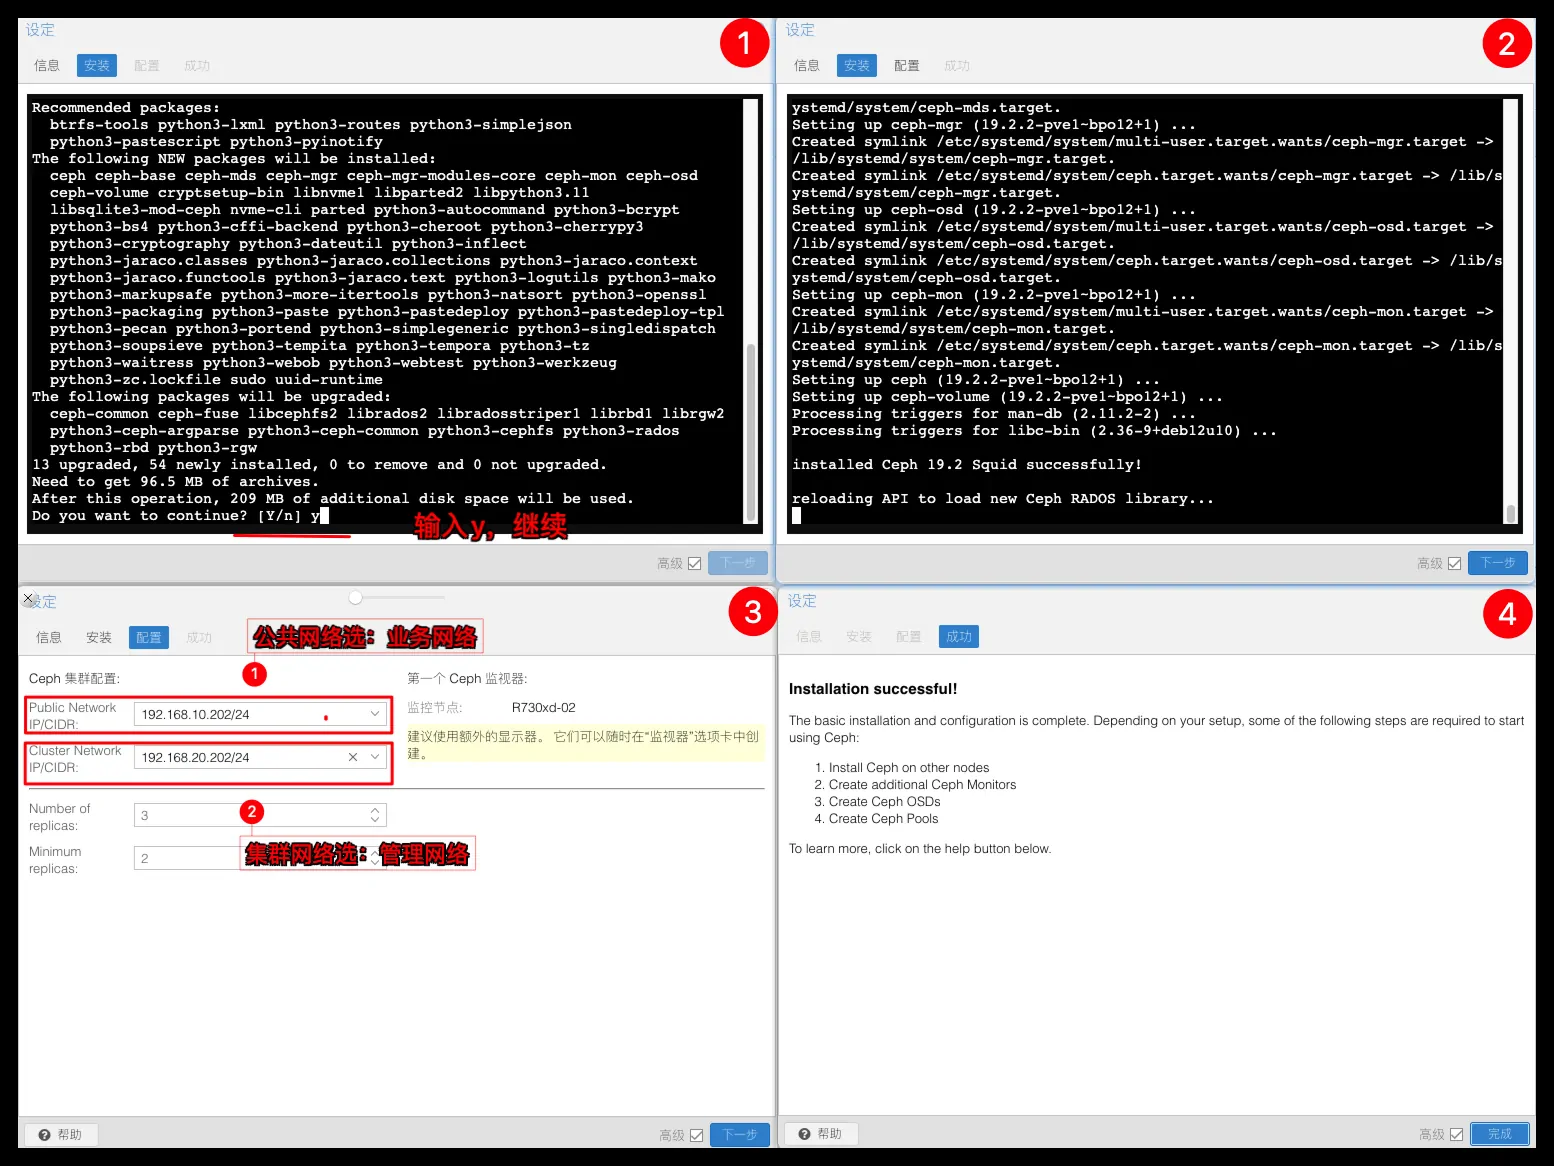 设定
1
信息 安装 配置 成功
Recommended packages:
btrfs-tools python3-lxml python3-routes python3-simplejson
python3-pastescript python3-pyinotify
The following NEW packages will be installed:
ceph ceph-base ceph-mds ceph-mgr ceph-mgr-modules-core ceph-mon ceph-osd
ceph-volume cryptsetup-bin libnvme1 libparted2 libpython3.11
libsqlite3-mod-ceph nvme-cli parted python3-autocommand python3-bcrypt
python3-bs4 python3-cffi-backend python3-cheroot python3-cherrypy3
python3-cryptography python3-dateutil python3-inflect
python3-jaraco.classes python3-jaraco.collections python3-jaraco.context
python3-jaraco.functools python3-jaraco.text python3-logutils python3-mako
python3-markupsafe python3-more-itertools python3-natsort python3-openssl
python3-packaging python3-paste python3-pastedeploy python3-pastedeploy-tpl
python3-pecan python3-portend python3-simplegeneric python3-singledispatch
python3-soupsieve python3-tempita python3-tempora python3-tz
python3-waitress python3-webob python3-webtest python3-werkzeug
python3-zc.lockfile sudo uuid-runtime
The following packages will be upgraded:
ceph-common ceph-fuse libcephfs2 librados2 libradosstriper1 librbd1 librgw2
python3-ceph-argparse python3-ceph-common python3-cephfs python3-rados
python3-rbd python3-rgw
13 upgraded, 54 newly installed, 0 to remove and 0 not upgraded.
Need to get 96.5 MB of archives.
After this operation, 209 MB of additional disk space will be used.
Do you want to continue? [Y/n] y
输入y，继续
高级 下一步
设定
2
信息 安装 配置 成功
ystemd/system/ceph-mds.target.
Setting up ceph-mgr (19.2.2-pve1~bpo12+1) ...
Created symlink /etc/systemd/system/multi-user.target.wants/ceph-mgr.target ->
/lib/systemd/system/ceph-mgr.target.
Created symlink /etc/systemd/system/ceph.target.wants/ceph-mgr.target -> /lib/s
ystemd/system/ceph-mgr.target.
Setting up ceph-osd (19.2.2-pve1~bpo12+1) ...
Created symlink /etc/systemd/system/multi-user.target.wants/ceph-osd.target ->
/lib/systemd/system/ceph-osd.target.
Created symlink /etc/systemd/system/ceph.target.wants/ceph-osd.target -> /lib/s
ystemd/system/ceph-osd.target.
Setting up ceph-mon (19.2.2-pve1~bpo12+1) ...
Created symlink /etc/systemd/system/multi-user.target.wants/ceph-mon.target ->
/lib/systemd/system/ceph-mon.target.
Created symlink /etc/systemd/system/ceph.target.wants/ceph-mon.target -> /lib/s
ystemd/system/ceph-mon.target.
Setting up ceph (19.2.2-pve1~bpo12+1) ...
Setting up ceph-volume (19.2.2-pve1~bpo12+1) ...
Processing triggers for man-db (2.11.2-2) ...
Processing triggers for libc-bin (2.36-9+deb12u10) ...
installed Ceph 19.2 Squid successfully!
reloading API to load new Ceph RADOS library...
高级 下一步
设定
3
信息 安装 配置 成功
公共网络选：业务网络
1
Ceph 集群配置:
Public Network IP/CIDR:
192.168.10.202/24
Cluster Network IP/CIDR:
192.168.20.202/24
Number of replicas:
3
2
Minimum replicas:
2
集群网络选：管理网络
第一个 Ceph 监视器:
监控节点: R730xd-02
建议使用额外的显示器。 它们可以随时在“监视器”选项卡中创
建。
帮助
高级 下一步
设定
4
信息 安装 配置 成功
Installation successful!
The basic installation and configuration is complete. Depending on your setup, some of the following steps are required to start
using Ceph:
1. Install Ceph on other nodes
2. Create additional Ceph Monitors
3. Create Ceph OSDs
4. Create Ceph Pools
To learn more, click on the help button below.
帮助
高级 完成